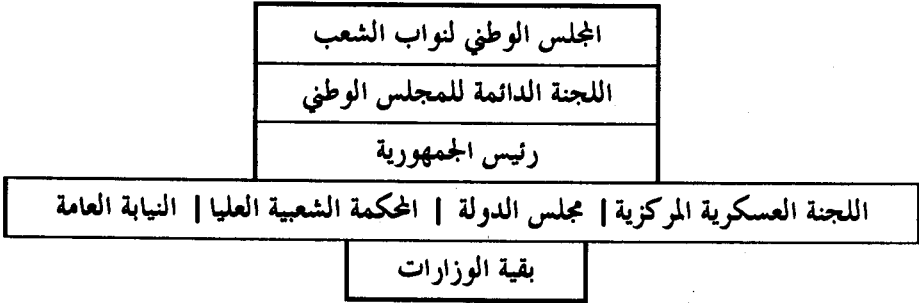 المجلس الوطني لنواب الشعب
اللجنة الدائمة للمجلس الوطني
رئيس الجمهورية
اللجنة العسكرية المركزية | مجلس الدولة | المحكمة الشعبية العليا | النيابة العامة
بقية الوزارات